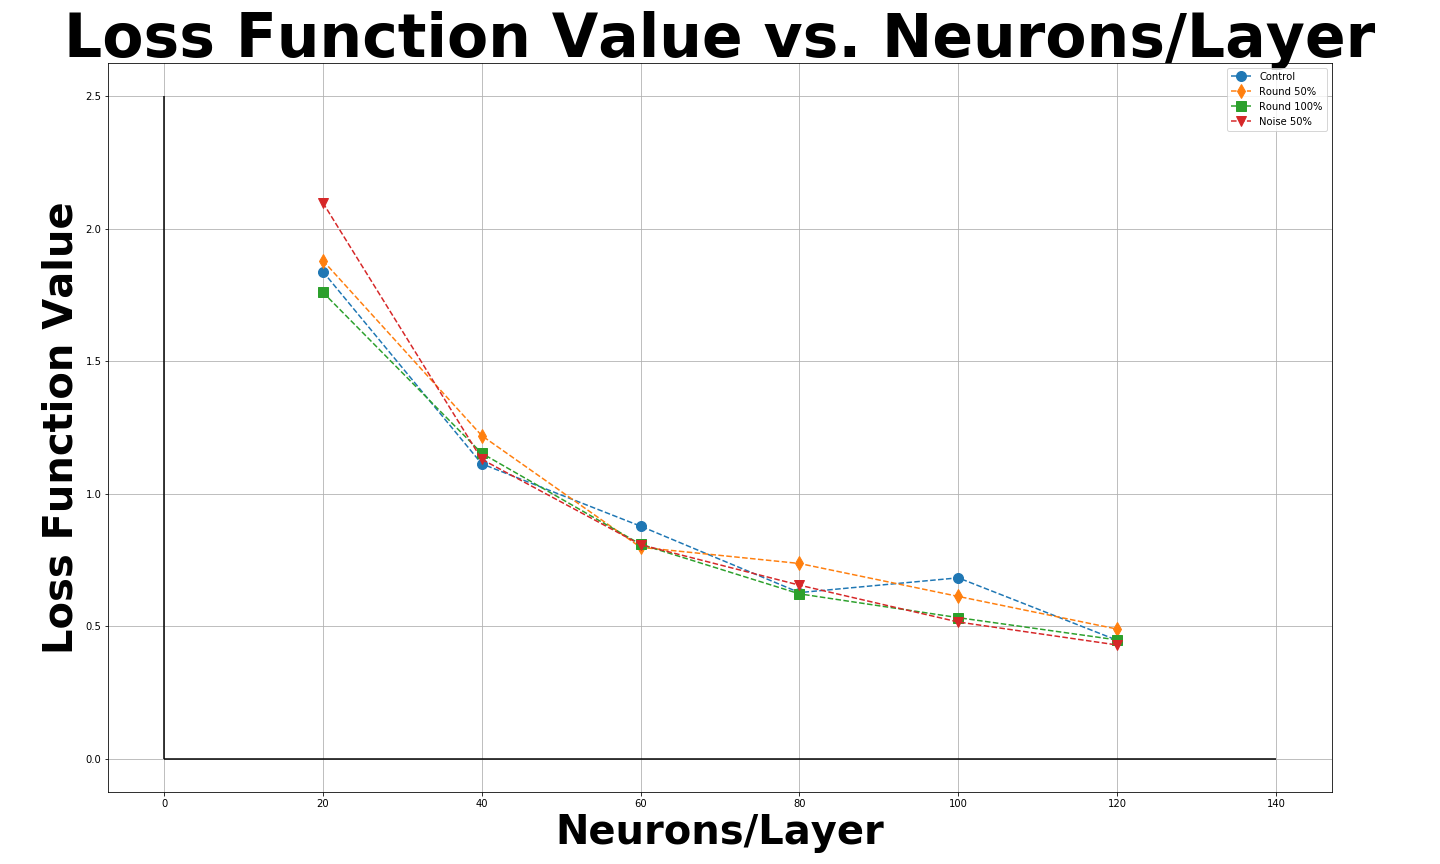 Loss Function Value vs. Neurons/Layer
Control
Round 50%
Round 100%
Noise 50%
Loss Function Value
2.5
2.0
1.5
1.0
0.5
0.0
0 20 40 60 80 100 120 140
Neurons/Layer